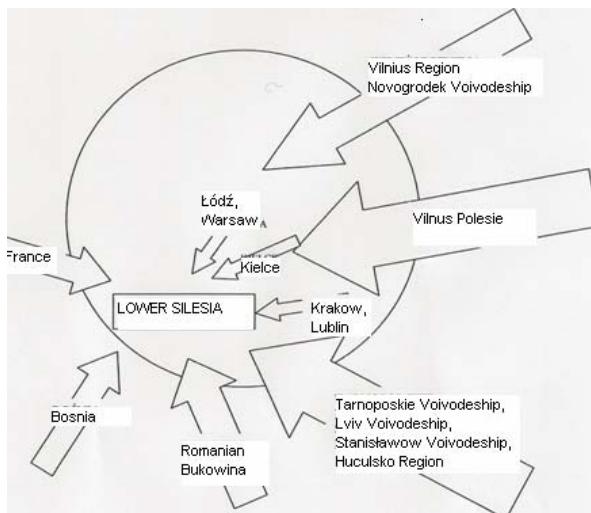 Vilnius Region
Novogrodek Voivodeship
Łódź,
Warsaw
Vilnus Polesie
Kielce
France
LOWER SILESIA
Krakow,
Lublin
Bosnia
Romanian
Bukowina
Tarnoposkie Voivodeship,
Lviv Voivodeship,
Stanisławow Voivodeship,
Huculsko Region